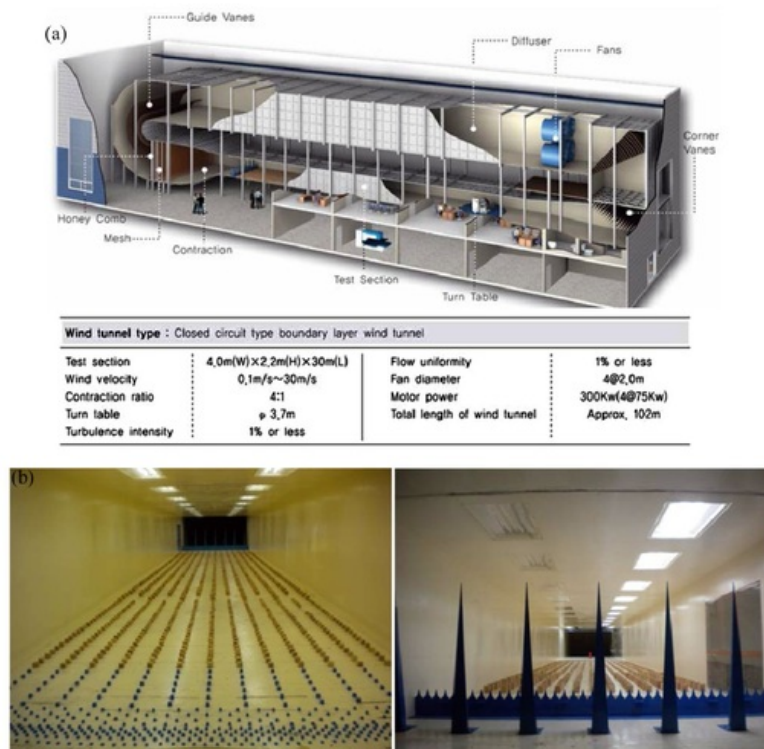 (a)
Guide Vanes
Diffuser
Fans
Corner
Vanes
Honey Comb
Mesh
Contraction
Test Section
Turn Table
Wind tunnel type : Closed circuit type boundary layer wind tunnel
Test section 4.0m(W)×2.2m(H)×30m(L) Flow uniformity 1% or less
Wind velocity 0.1m/s~30m/s Fan diameter 4@2.0m
Contraction ratio 4:1 Motor power 300Kw(4@75Kw)
Turn table φ 3.7m Total length of wind tunnel Approx. 102m
Turbulence intensity 1% or less
(b)